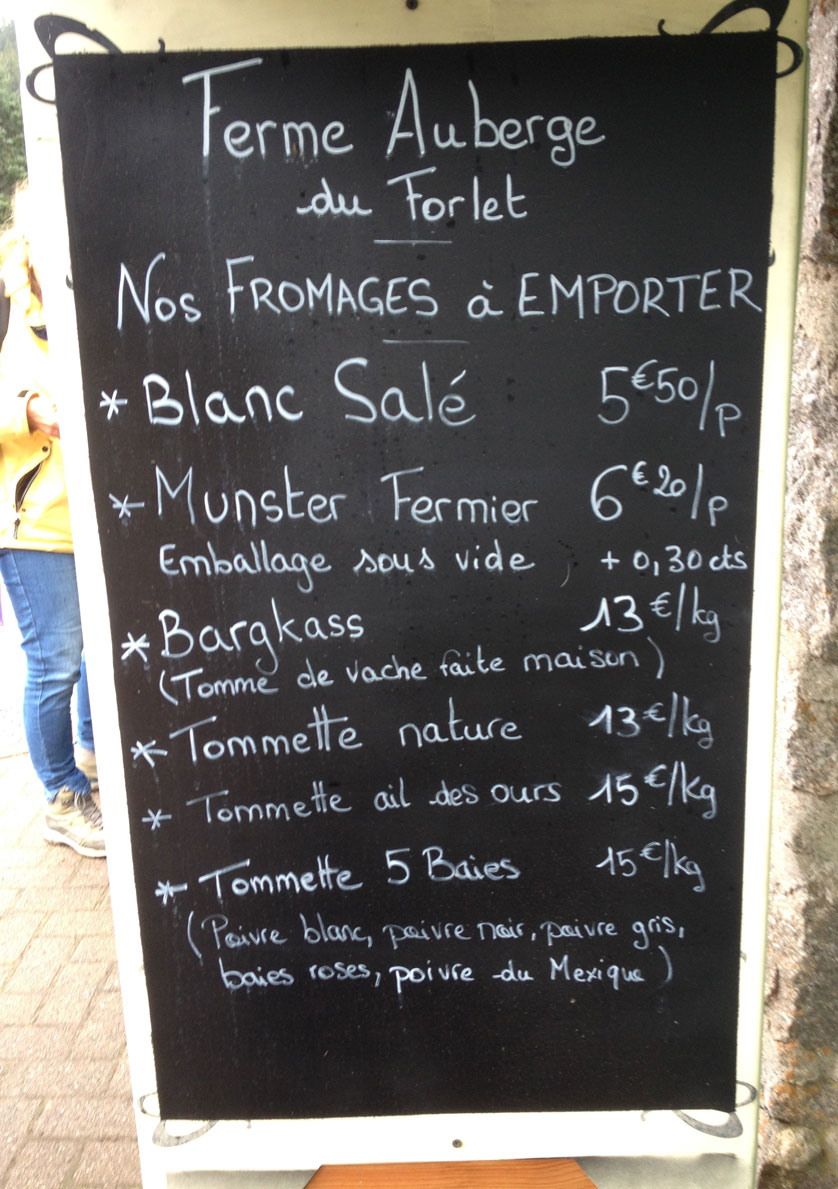 Ferme Auberge
du Forlet
Nos FROMAGES à EMPORTER
* Blanc Salé 5€50/p
* Munster Fermier 6€20/p
Emballage sous vide, + 0,30 cts
* Bargkass 13€/kg
(Tomme de vache faite maison)
* Tommette nature 13€/kg
* Tommette ail des ours 15€/kg
* Tommette 5 Baies 15€/kg
(Poivre blanc, poivre noir, poivre gris,
baies roses, poivre du Mexique)